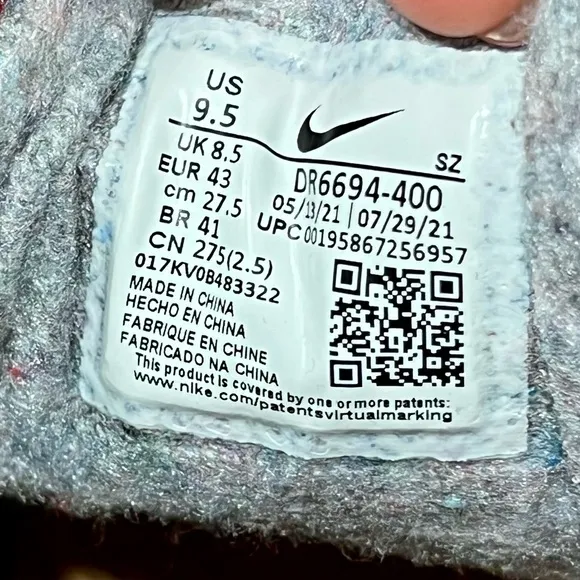 US
9.5
SZ
UK 8.5
EUR 43
cm 27.5
BR 41
CN 275(2.5)
DR6694-400
05/13/21 | 07/29/21
UPC 00195867256957
017KV0B483322
MADE IN CHINA
HECHO EN CHINA
FABRIQUE EN CHINE
FABRICADO NA CHINA
This product is covered by one or more patents:
www.nike.com/patentsvirtualmarking